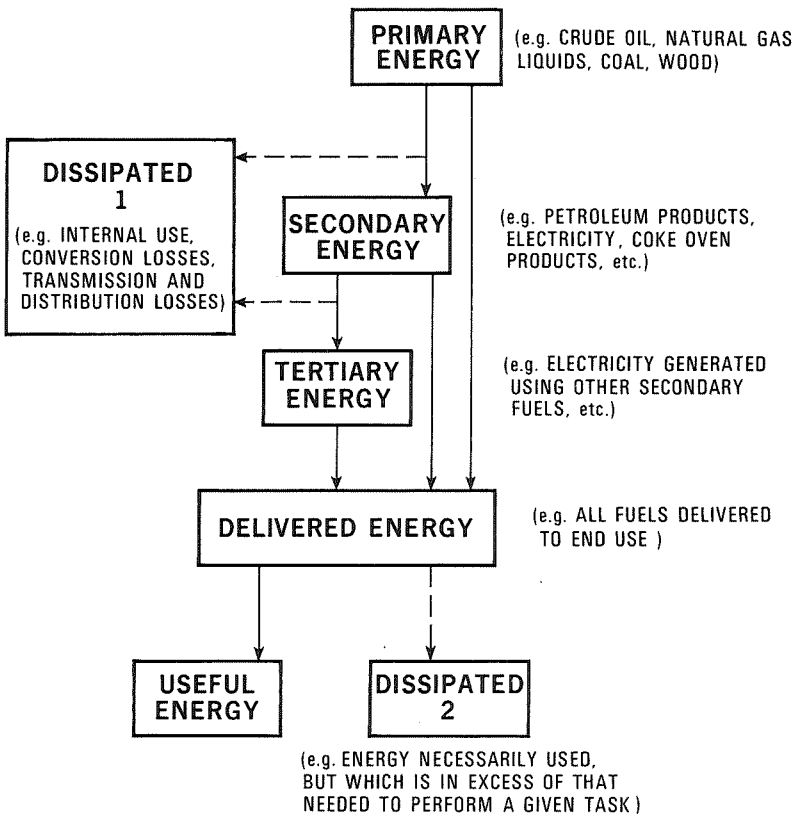 PRIMARY
ENERGY
(e.g. CRUDE OIL, NATURAL GAS
LIQUIDS, COAL, WOOD)
DISSIPATED
1
(e.g. INTERNAL USE,
CONVERSION LOSSES,
TRANSMISSION AND
DISTRIBUTION LOSSES)
SECONDARY
ENERGY
(e.g. PETROLEUM PRODUCTS,
ELECTRICITY, COKE OVEN
PRODUCTS, etc.)
TERTIARY
ENERGY
(e.g. ELECTRICITY GENERATED
USING OTHER SECONDARY
FUELS, etc.)
DELIVERED ENERGY
(e.g. ALL FUELS DELIVERED
TO END USE )
USEFUL
ENERGY
DISSIPATED
2
(e.g. ENERGY NECESSARILY USED,
BUT WHICH IS IN EXCESS OF THAT
NEEDED TO PERFORM A GIVEN TASK)